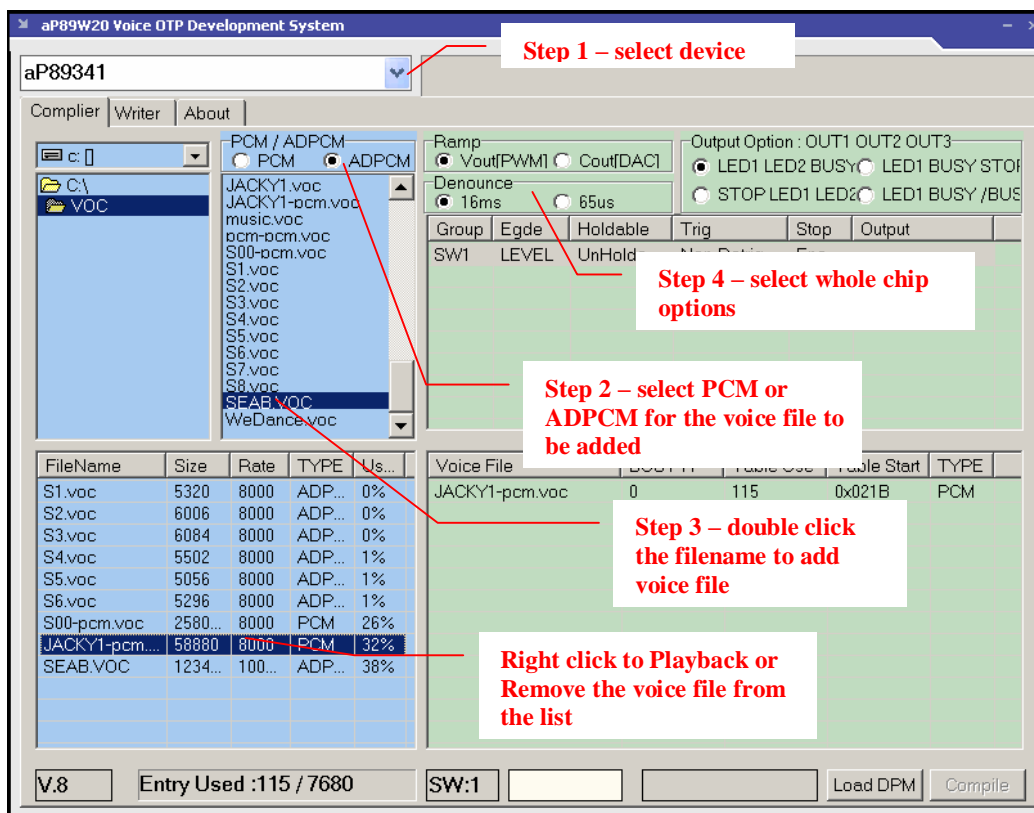 aP89W20 Voice OTP Development System
Step 1 – select device
aP89341
Complier Writer About
c: []
C:\
VOC
PCM / ADPCM
PCM ADPCM
JACKY1.voc
JACKY1-pcm.voc
music.voc
pcm-pcm.voc
S00-pcm.voc
S1.voc
S2.voc
S3.voc
S4.voc
S5.voc
S6.voc
S7.voc
S8.voc
SEAB.VOC
WeDance.voc
Ramp
Vout[PWM] Cout[DAC]
Denounce
16ms 65us
Output Option : OUT1 OUT2 OUT3
LED1 LED2 BUSY LED1 BUSY STOP
STOP LED1 LED2 LED1 BUSY /BUS
Group Egde Holdable Trig Stop Output
SW1 LEVEL UnHold
Step 4 – select whole chip
options
Step 2 – select PCM or
ADPCM for the voice file to
be added
FileName Size Rate TYPE Us...
S1.voc 5320 8000 ADP... 0%
S2.voc 6006 8000 ADP... 0%
S3.voc 6084 8000 ADP... 0%
S4.voc 5502 8000 ADP... 1%
S5.voc 5056 8000 ADP... 1%
S6.voc 5296 8000 ADP... 1%
S00-pcm.voc 2580... 8000 PCM 26%
JACKY1-pcm.... 58880 8000 PCM 32%
SEAB.VOC 1234... 100... ADP... 38%
Voice File Table Start TYPE
JACKY1-pcm.voc 0 115 0x021B PCM
Step 3 – double click
the filename to add
voice file
Right click to Playback or
Remove the voice file from
the list
V.8 Entry Used :115 / 7680 SW:1 Load DPM Compile